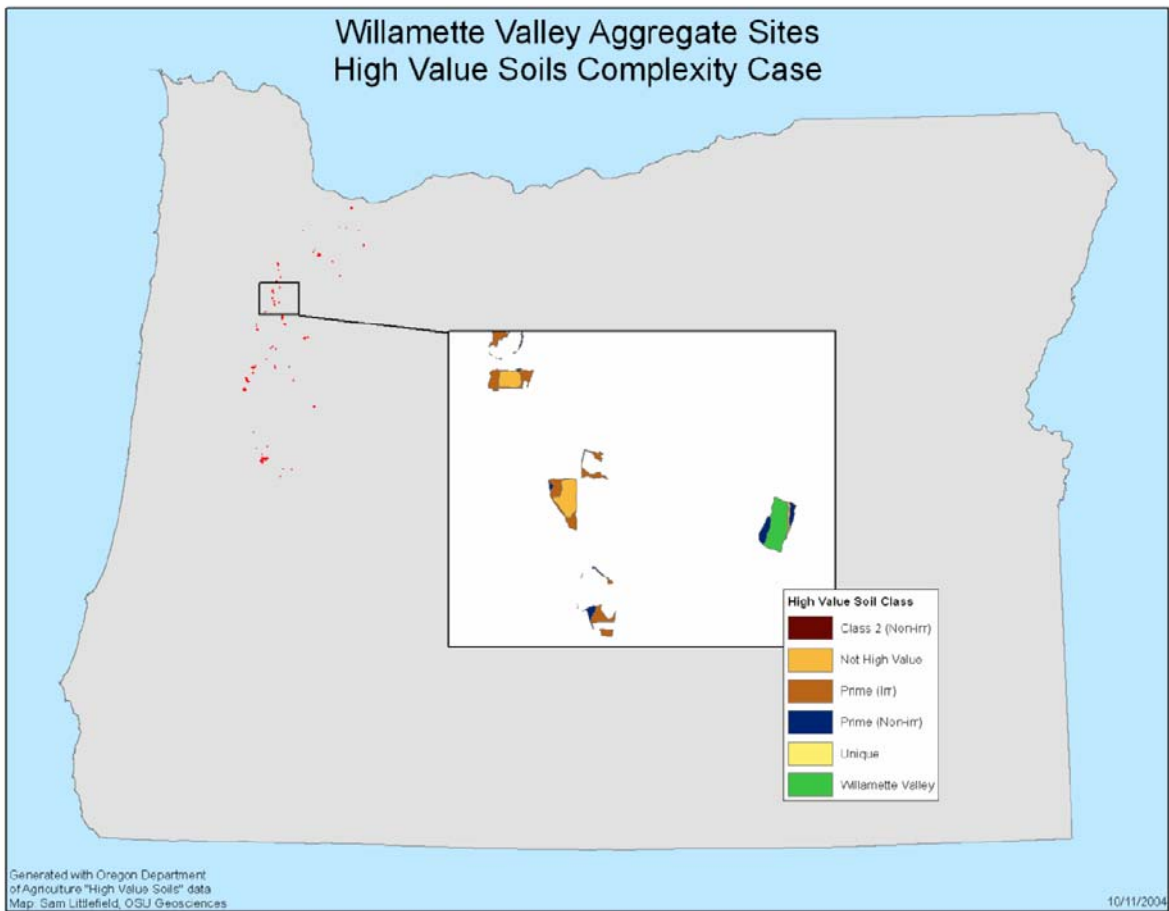 Willamette Valley Aggregate Sites
High Value Soils Complexity Case
High Value Soil Class
Class 2 (Non-irr)
Not High Value
Prime (Irr)
Prime (Non-irr)
Unique
Willamette Valley
Generated with Oregon Department
of Agriculture "High Value Soils" data
Map: Sam Littlefield, OSU Geosciences
10/11/2004